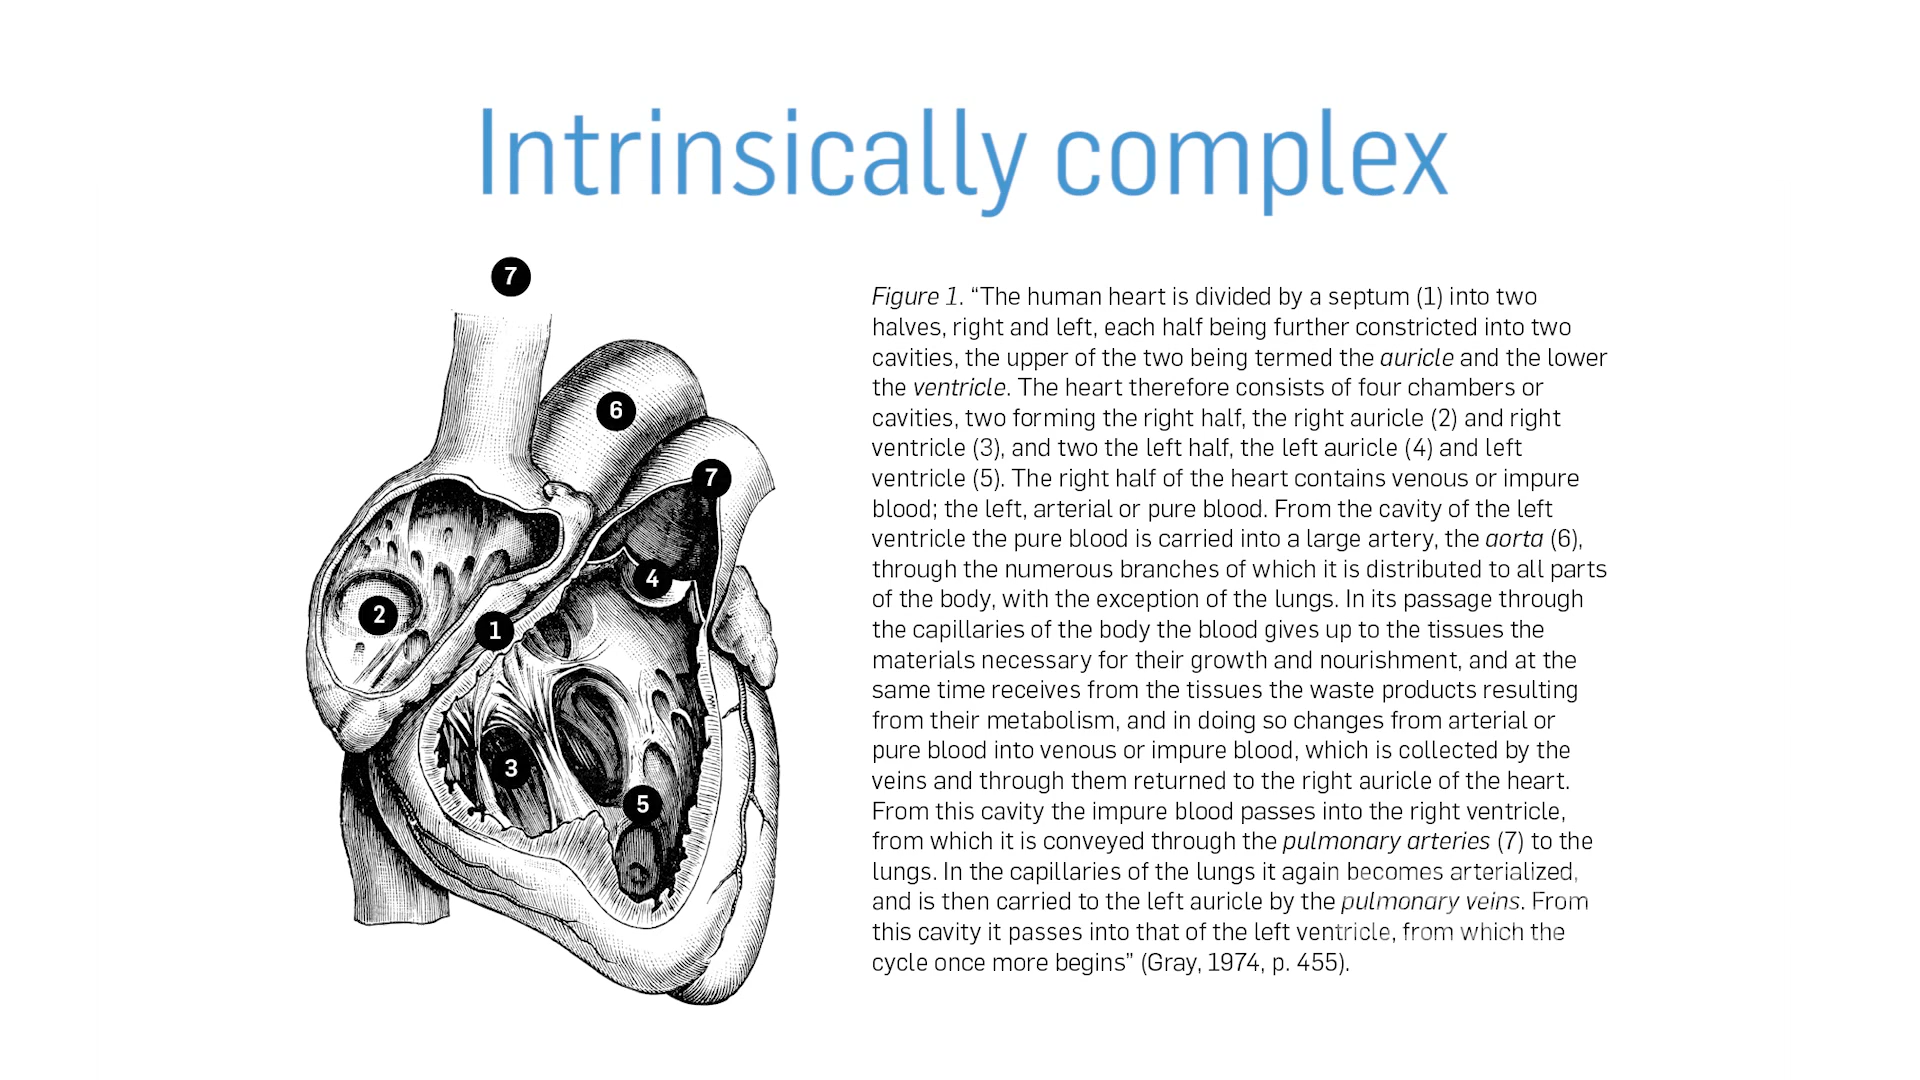 Intrinsically complex
7
6
7
4
2
1
3
5
Figure 1. “The human heart is divided by a septum (1) into two
halves, right and left, each half being further constricted into two
cavities, the upper of the two being termed the auricle and the lower
the ventricle. The heart therefore consists of four chambers or
cavities, two forming the right half, the right auricle (2) and right
ventricle (3), and two the left half, the left auricle (4) and left
ventricle (5). The right half of the heart contains venous or impure
blood; the left, arterial or pure blood. From the cavity of the left
ventricle the pure blood is carried into a large artery, the aorta (6),
through the numerous branches of which it is distributed to all parts
of the body, with the exception of the lungs. In its passage through
the capillaries of the body the blood gives up to the tissues the
materials necessary for their growth and nourishment, and at the
same time receives from the tissues the waste products resulting
from their metabolism, and in doing so changes from arterial or
pure blood into venous or impure blood, which is collected by the
veins and through them returned to the right auricle of the heart.
From this cavity the impure blood passes into the right ventricle,
from which it is conveyed through the pulmonary arteries (7) to the
lungs. In the capillaries of the lungs it again becomes arterialized,
and is then carried to the left auricle by the pulmonary veins. From
this cavity it passes into that of the left ventricle, from which the
cycle once more begins” (Gray, 1974, p. 455).